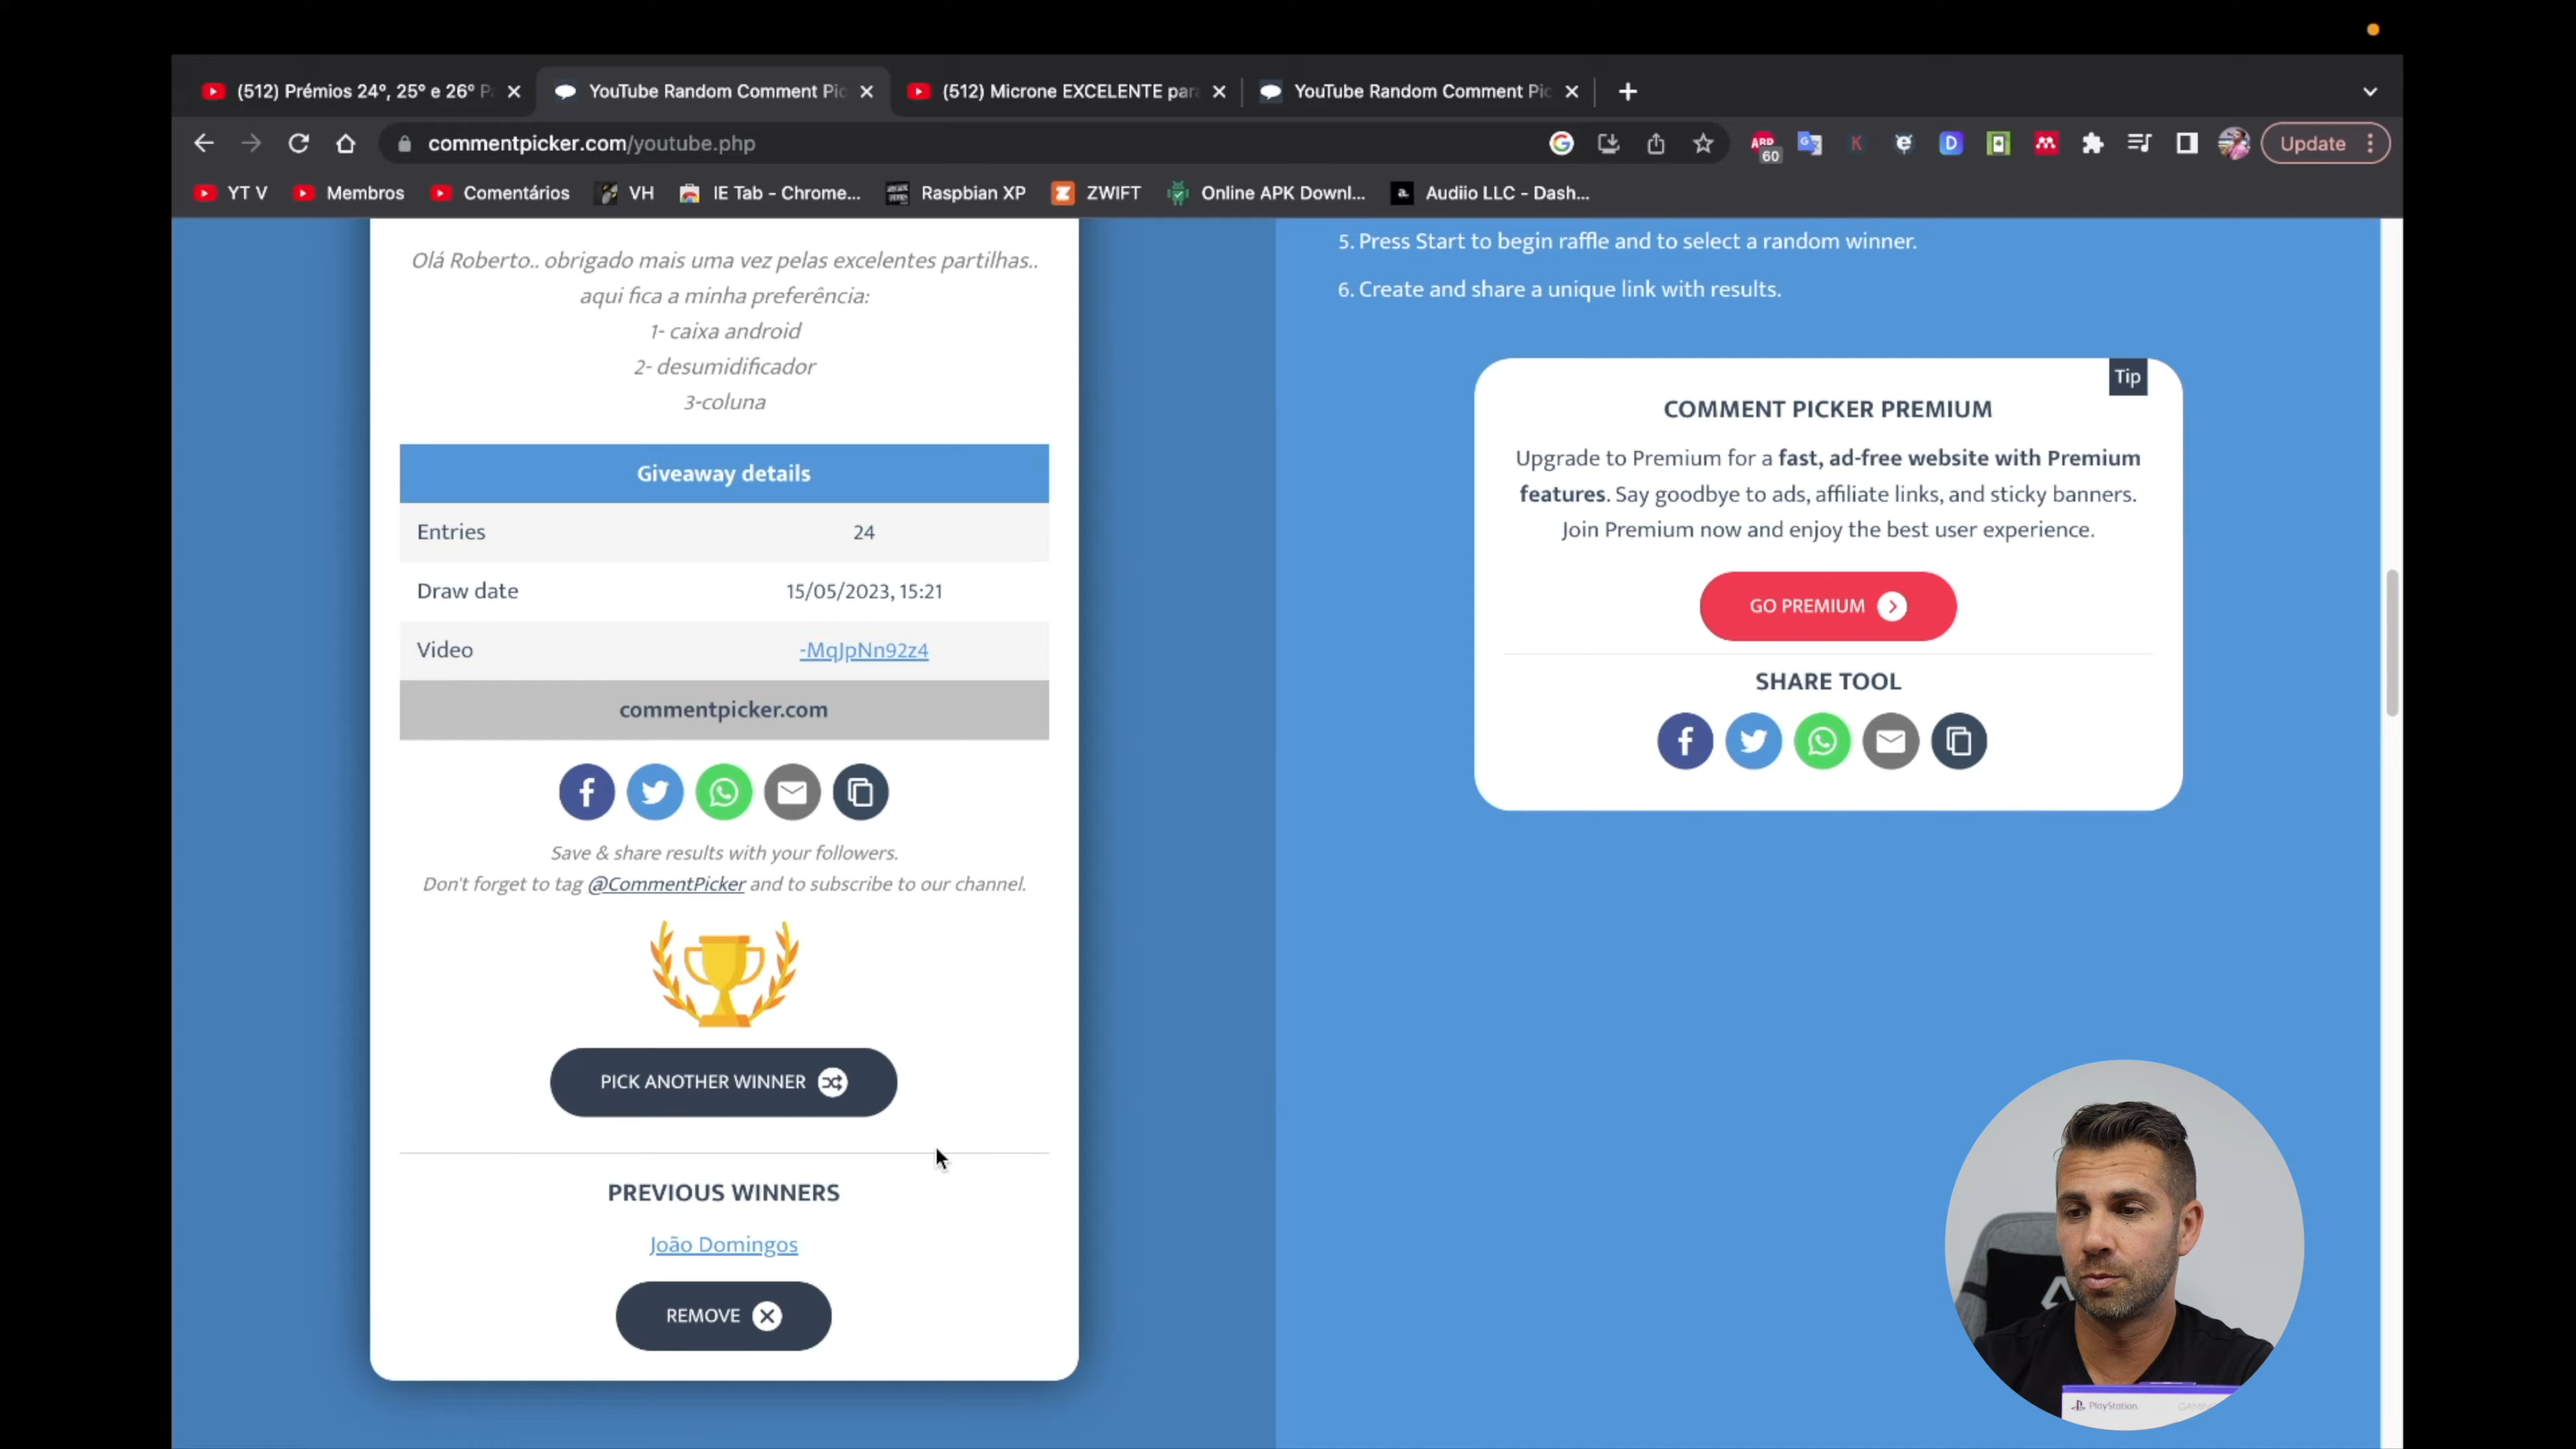 (512) Prémios 24º, 25º e 26º P
YouTube Random Comment Pic
(512) Microne EXCELENTE para
YouTube Random Comment Pic
commentpicker.com/youtube.php
ABP
60
Update
YT V
Membros
Comentários
VH
IE Tab - Chrome...
Raspbian XP
ZWIFT
Online APK Downl...
Audiio LLC - Dash...
Olá Roberto.. obrigado mais uma vez pelas excelentes partilhas..
aqui fica a minha preferência:
1- caixa android
2- desumidificador
3-coluna
Giveaway details
Entries 24
Draw date 15/05/2023, 15:21
Video -MqJpNn92z4
commentpicker.com
Save & share results with your followers.
Don't forget to tag @CommentPicker and to subscribe to our channel.
PICK ANOTHER WINNER
PREVIOUS WINNERS
João Domingos
REMOVE
5. Press Start to begin raffle and to select a random winner.
6. Create and share a unique link with results.
Tip
COMMENT PICKER PREMIUM
Upgrade to Premium for a fast, ad-free website with Premium
features. Say goodbye to ads, affiliate links, and sticky banners.
Join Premium now and enjoy the best user experience.
GO PREMIUM
SHARE TOOL
PlayStation